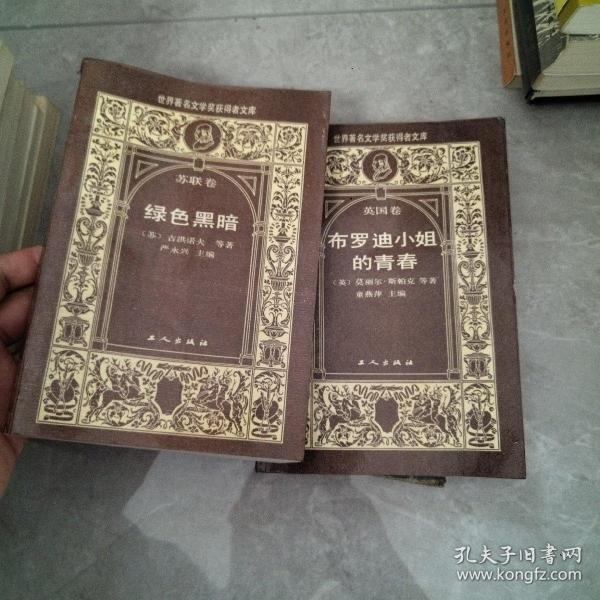 世界著名文学奖获得者文库
苏联卷
绿色黑暗
〔苏〕吉洪诺夫 等著
严永兴 主编
工人出版社
世界著名文学奖获得者文库
英国卷
布罗迪小姐
的青春
〔英〕莫丽尔·斯帕克 等著
童燕萍 主编
工人出版社
孔夫子旧书网
www.kongfz.com